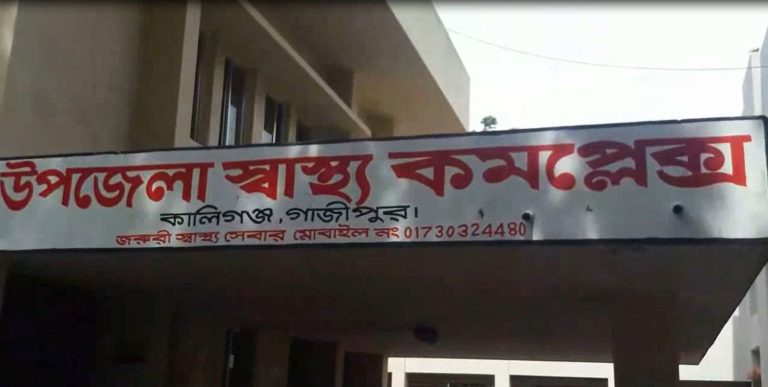 উপজেলা স্বাস্থ্য কমপ্লেক্স
কালিগঞ্জ, গাজীপুর।
জরুরী স্বাস্থ্য সেবার মোবাইল নং 01730324480